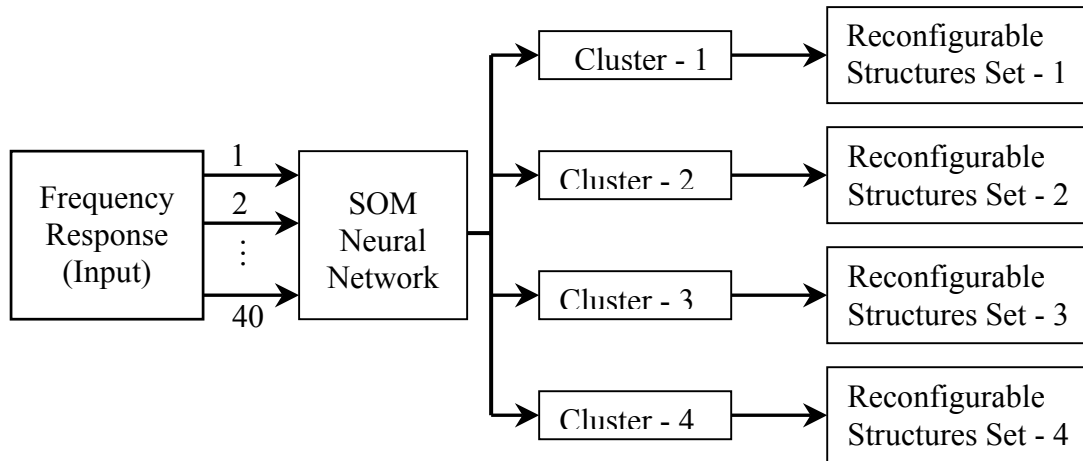 Frequency
Response
(Input)
1
2
⋮
40
SOM
Neural
Network
Cluster - 1
Cluster - 2
Cluster - 3
Cluster - 4
Reconfigurable
Structures Set - 1
Reconfigurable
Structures Set - 2
Reconfigurable
Structures Set - 3
Reconfigurable
Structures Set - 4